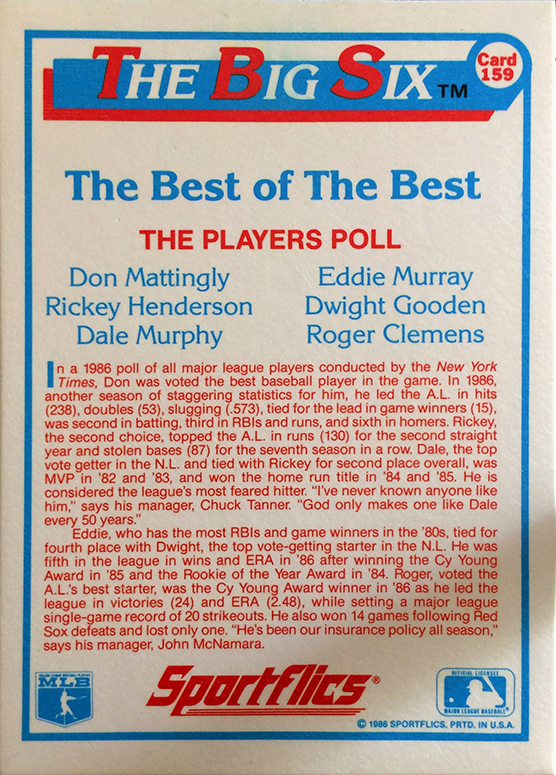 THE BIG SIX™
Card
159
The Best of The Best
THE PLAYERS POLL
Don Mattingly Eddie Murray
Rickey Henderson Dwight Gooden
Dale Murphy Roger Clemens
In a 1986 poll of all major league players conducted by the New York
Times, Don was voted the best baseball player in the game. In 1986,
another season of staggering statistics for him, he led the A.L. in hits
(238), doubles (53), slugging (.573), tied for the lead in game winners (15),
was second in batting, third in RBIs and runs, and sixth in homers. Rickey,
the second choice, topped the A.L. in runs (130) for the second straight
year and stolen bases (87) for the seventh season in a row. Dale, the top
vote getter in the N.L. and tied with Rickey for second place overall, was
MVP in '82 and '83, and won the home run title in '84 and '85. He is
considered the league's most feared hitter. "I've never known anyone like
him," says his manager, Chuck Tanner. "God only makes one like Dale
every 50 years."
Eddie, who has the most RBIs and game winners in the '80s, tied for
fourth place with Dwight, the top vote-getting starter in the N.L. He was
fifth in the league in wins and ERA in '86 after winning the Cy Young
Award in '85 and the Rookie of the Year Award in '84. Roger, voted the
A.L.'s best starter, was the Cy Young Award winner in '86 as he led the
league in victories (24) and ERA (2.48), while setting a major league
single-game record of 20 strikeouts. He also won 14 games following Red
Sox defeats and lost only one. "He's been our insurance policy all season,"
says his manager, John McNamara.
MAJOR LEAGUE BASEBALL PLAYERS
MLB
Sportflics®
OFFICIAL LICENSEE
MAJOR LEAGUE BASEBALL
© 1986 SPORTFLICS, PRTD. IN U.S.A.